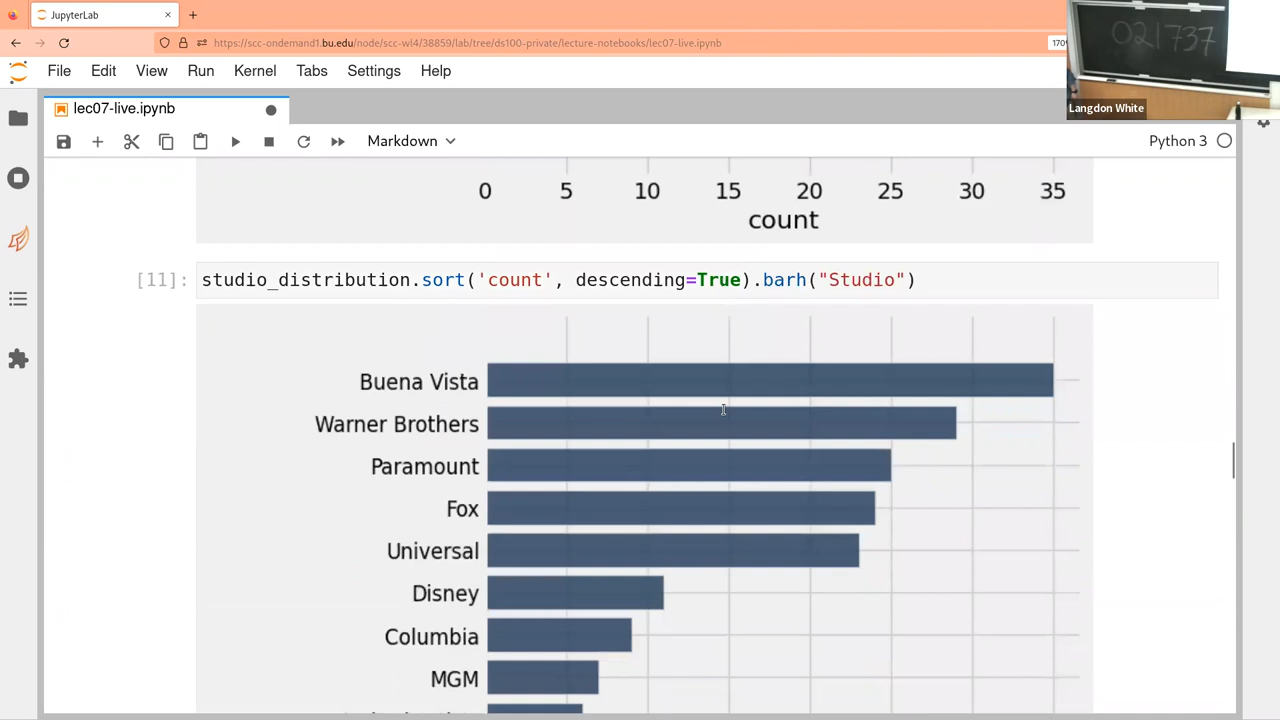 JupyterLab
https://scc-ondemand1.bu.edu/node/scc-wl4/38859/lab/tree/ds100-private/lecture-notebooks/lec07-live.ipynb
170%
021737
Langdon White
File Edit View Run Kernel Tabs Settings Help
lec07-live.ipynb
Markdown
Python 3
0 5 10 15 20 25 30 35
count
[11]: studio_distribution.sort('count', descending=True).barh("Studio")
Buena Vista
Warner Brothers
Paramount
Fox
Universal
Disney
Columbia
MGM